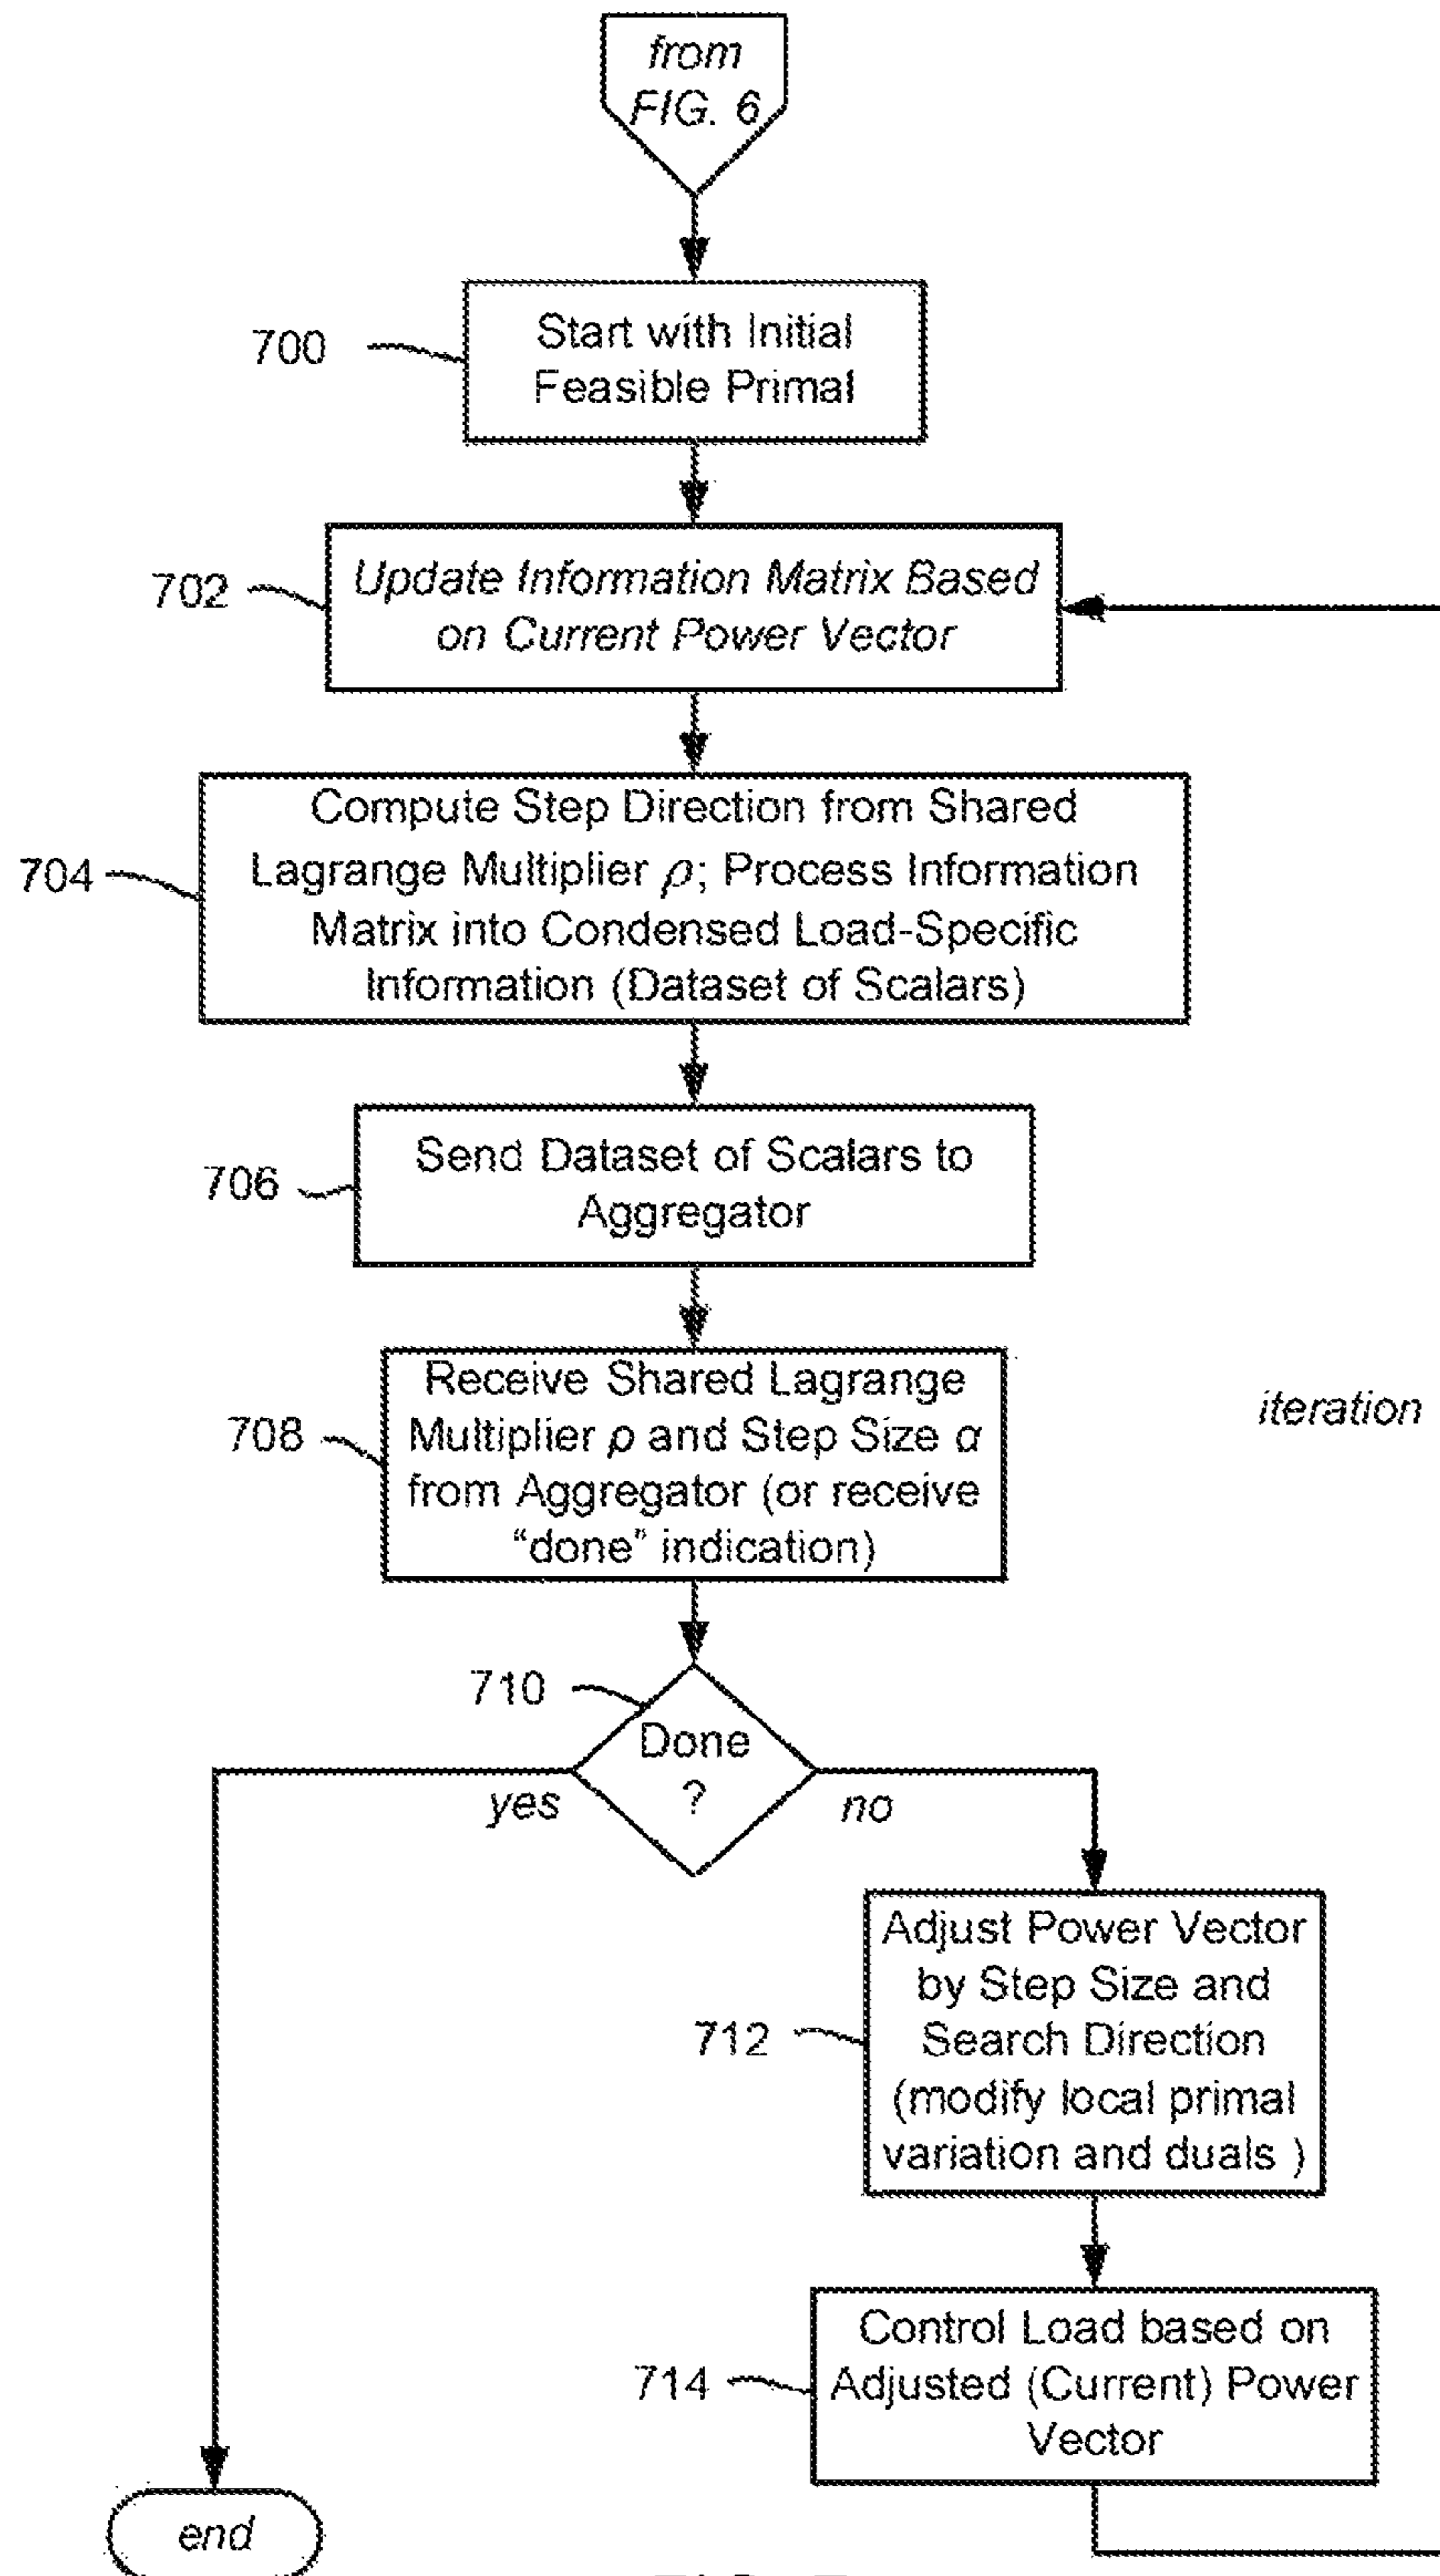 from
FIG. 6
700
Start with Initial
Feasible Primal
702
Update Information Matrix Based
on Current Power Vector
704
Compute Step Direction from Shared
Lagrange Multiplier ρ; Process Information
Matrix into Condensed Load-Specific
Information (Dataset of Scalars)
706
Send Dataset of Scalars to
Aggregator
708
Receive Shared Lagrange
Multiplier ρ and Step Size α
from Aggregator (or receive
“done” indication)
iteration
710
Done
?
yes
no
712
Adjust Power Vector
by Step Size and
Search Direction
(modify local primal
variation and duals )
714
Control Load based on
Adjusted (Current) Power
Vector
end